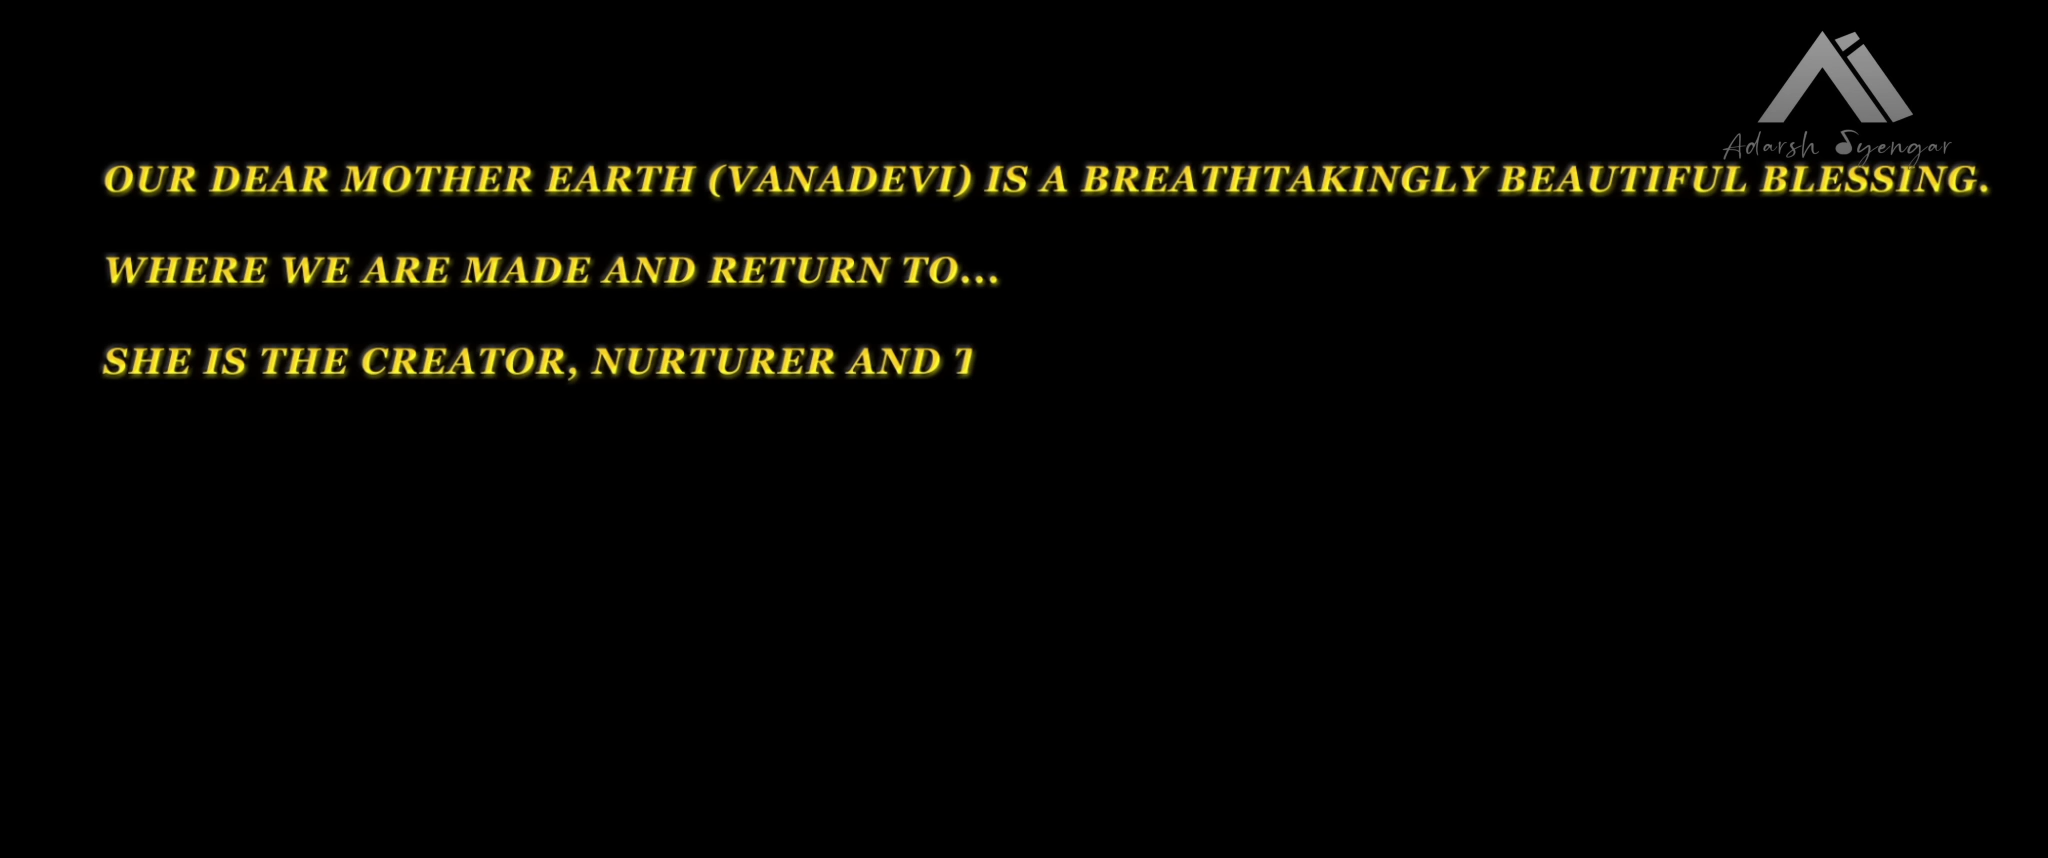 Adarsh Iyengar
OUR DEAR MOTHER EARTH (VANADEVI) IS A BREATHTAKINGLY BEAUTIFUL BLESSING.
WHERE WE ARE MADE AND RETURN TO...
SHE IS THE CREATOR, NURTURER AND T